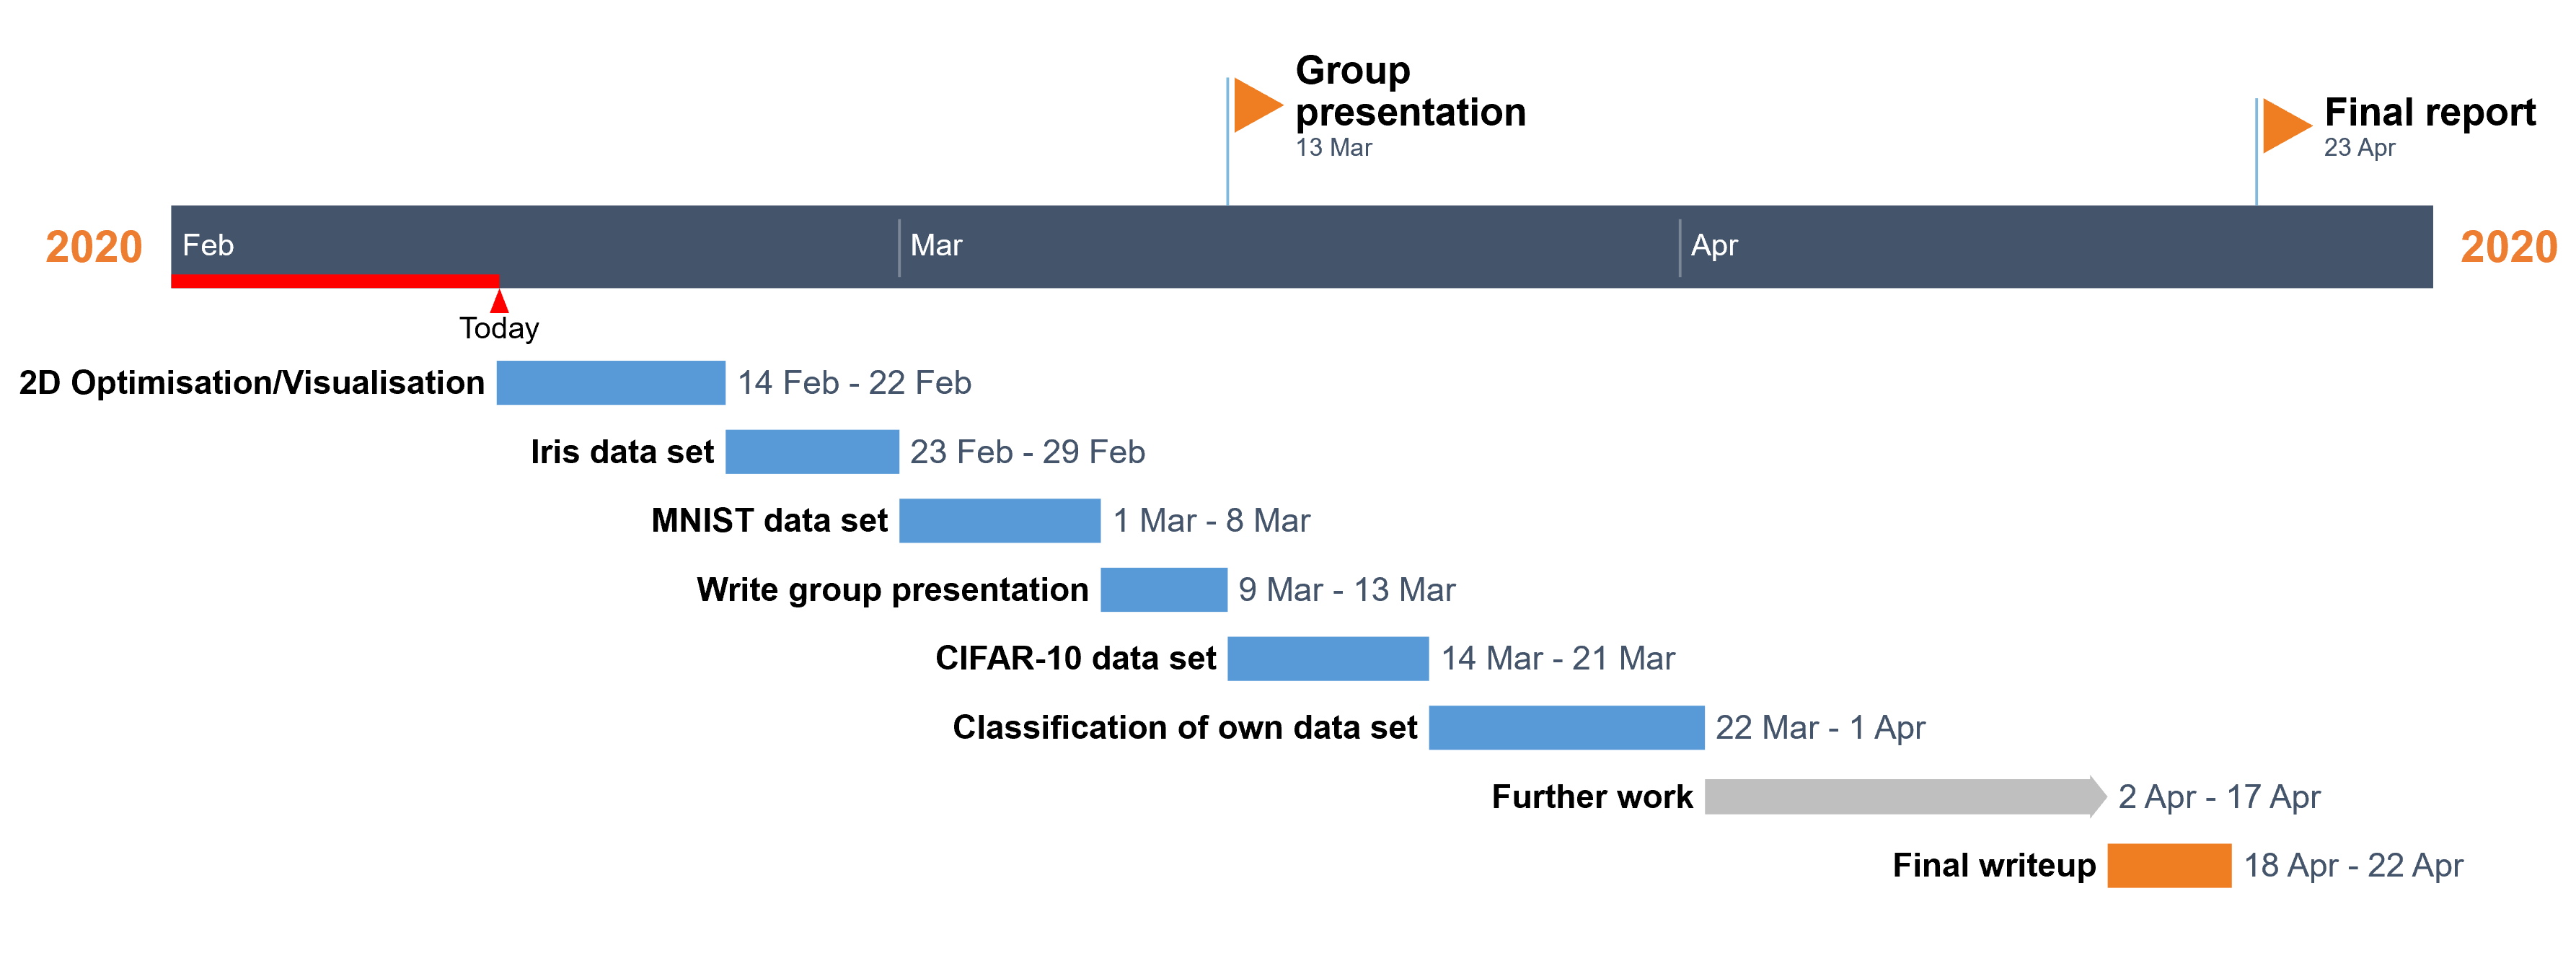 Group
presentation
13 Mar
Final report
23 Apr
2020 Feb Mar Apr 2020
Today
2D Optimisation/Visualisation 14 Feb - 22 Feb
Iris data set 23 Feb - 29 Feb
MNIST data set 1 Mar - 8 Mar
Write group presentation 9 Mar - 13 Mar
CIFAR-10 data set 14 Mar - 21 Mar
Classification of own data set 22 Mar - 1 Apr
Further work 2 Apr - 17 Apr
Final writeup 18 Apr - 22 Apr